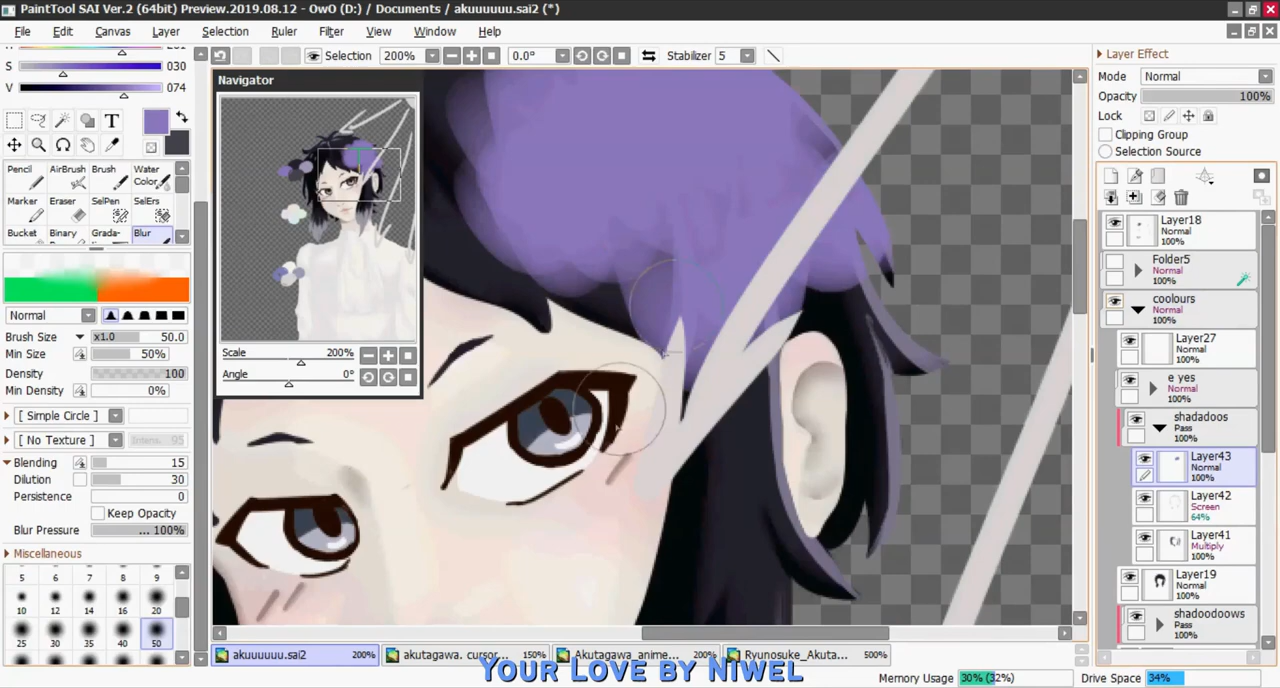 PaintTool SAI Ver.2 (64bit) Preview.2019.08.12 - OwO (D:) / Documents / akuuuuuu.sai2 (*)
File Edit Canvas Layer Selection Ruler Filter View Window Help
S 030
V 074
Selection 200% 0.0° Stabilizer 5
Navigator
Scale 200%
Angle 0°
T
Pencil AirBrush Brush Water Color
Marker Eraser SelPen SelErs
Bucket Binary Grada- Blur
Normal
Brush Size x1.0 50.0
Min Size 50%
Density 100
Min Density 0%
[ Simple Circle ]
[ No Texture ] Intens. 95
Blending 15
Dilution 30
Persistence 0
Keep Opacity
Blur Pressure ... 100%
Miscellaneous
5 6 7 8 9
10 12 14 16 20
25 30 35 40 50
Layer Effect
Mode Normal
Opacity 100%
Lock
Clipping Group
Selection Source
Layer18
Normal
100%
Folder5
Normal
100%
coolours
Normal
100%
Layer27
Normal
100%
e yes
Normal
100%
shadadoos
Pass
100%
Layer43
Normal
100%
Layer42
Screen
64%
Layer41
Multiply
100%
Layer19
Normal
100%
shadoodoows
Pass
100%
akuuuuuu.sai2 200% akutagawa. cursor... 150% Akutagawa_anime... 200% Ryunosuke_Akuta... 500%
Your Love by Niwel
Memory Usage 30% (32%) Drive Space 34%